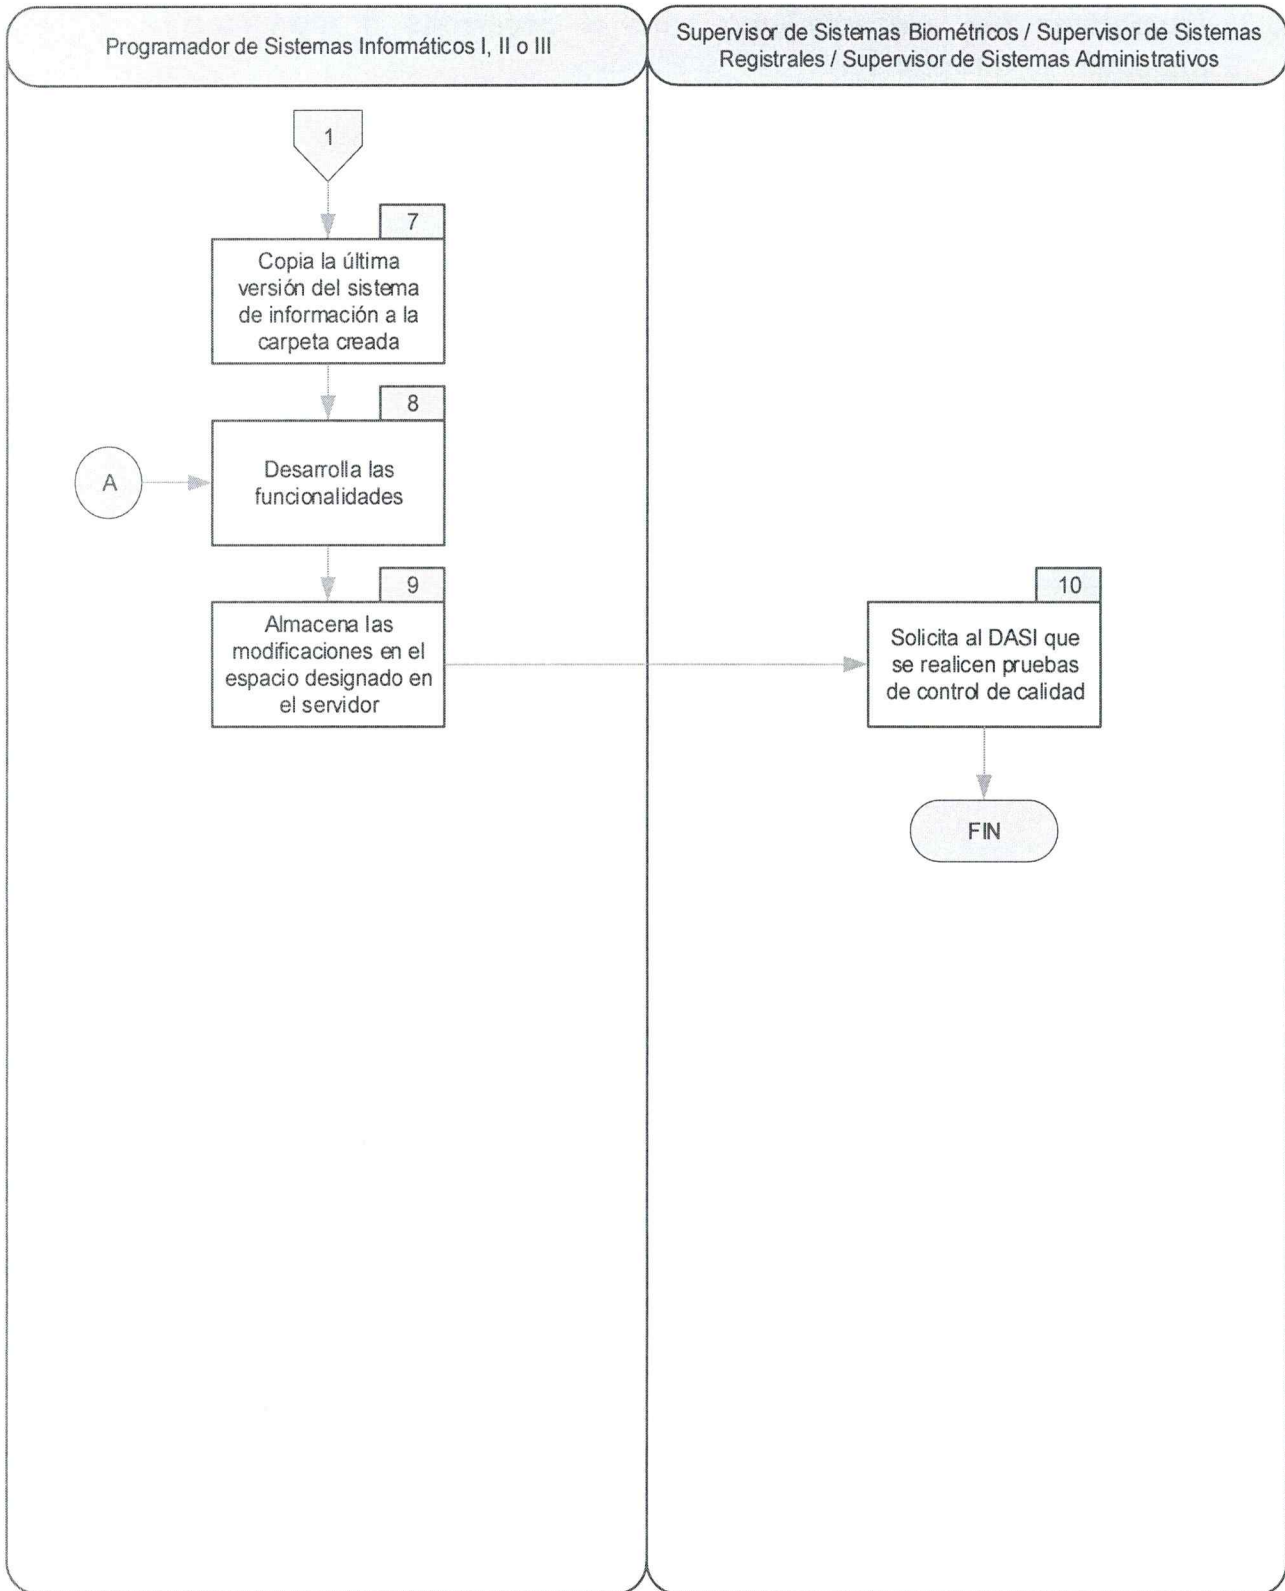 Programador de Sistemas Informáticos I, II o III
Supervisor de Sistemas Biométricos / Supervisor de Sistemas
Registrales / Supervisor de Sistemas Administrativos
1
7
Copia la última
versión del sistema
de información a la
carpeta creada
8
A
Desarrolla las
funcionalidades
9
Almacena las
modificaciones en el
espacio designado en
el servidor
10
Solicita al DASI que
se realicen pruebas
de control de calidad
FIN